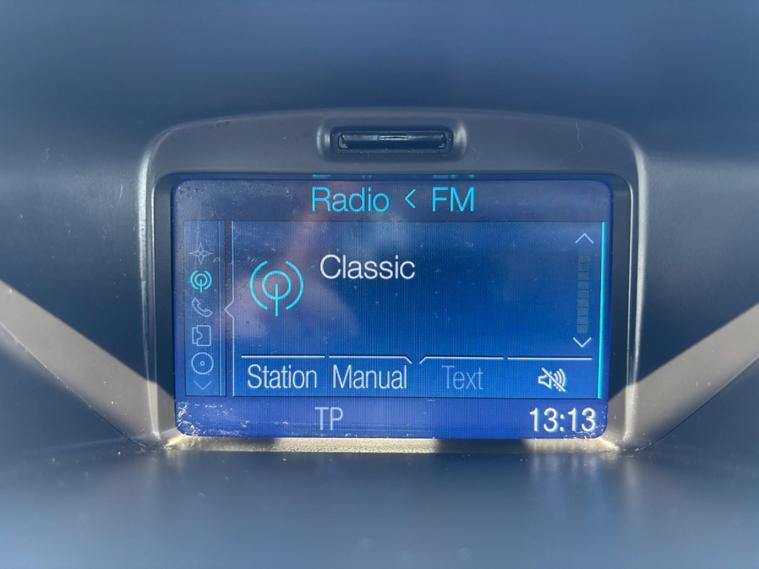 Radio < FM
Classic
Station Manual Text
TP 13:13